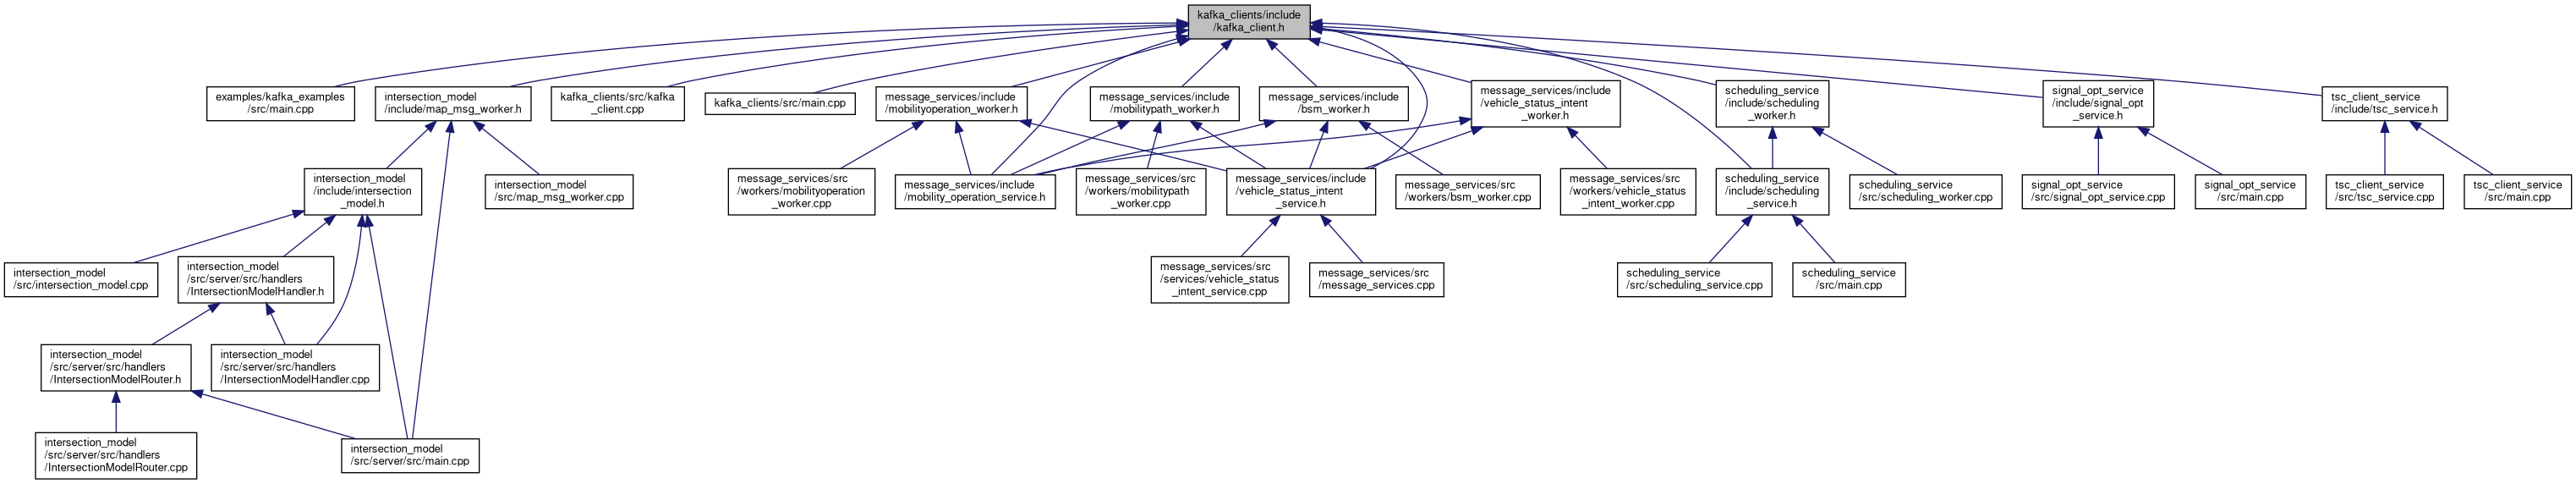 kafka_clients/include
/kafka_client.h
examples/kafka_examples
/src/main.cpp
intersection_model
/include/map_msg_worker.h
kafka_clients/src/kafka
_client.cpp
kafka_clients/src/main.cpp
message_services/include
/mobilityoperation_worker.h
message_services/include
/mobilitypath_worker.h
message_services/include
/bsm_worker.h
message_services/include
/vehicle_status_intent
_worker.h
scheduling_service
/include/scheduling
_worker.h
signal_opt_service
/include/signal_opt
_service.h
tsc_client_service
/include/tsc_service.h
intersection_model
/include/intersection
_model.h
intersection_model
/src/map_msg_worker.cpp
message_services/src
/workers/mobilityoperation
_worker.cpp
message_services/include
/mobility_operation_service.h
message_services/src
/workers/mobilitypath
_worker.cpp
message_services/include
/vehicle_status_intent
_service.h
message_services/src
/workers/bsm_worker.cpp
message_services/src
/workers/vehicle_status
_intent_worker.cpp
scheduling_service
/include/scheduling
_service.h
scheduling_service
/src/scheduling_worker.cpp
signal_opt_service
/src/signal_opt_service.cpp
signal_opt_service
/src/main.cpp
tsc_client_service
/src/tsc_service.cpp
tsc_client_service
/src/main.cpp
intersection_model
/src/intersection_model.cpp
intersection_model
/src/server/src/handlers
/IntersectionModelHandler.h
message_services/src
/services/vehicle_status
_intent_service.cpp
message_services/src
/message_services.cpp
scheduling_service
/src/scheduling_service.cpp
scheduling_service
/src/main.cpp
intersection_model
/src/server/src/handlers
/IntersectionModelRouter.h
intersection_model
/src/server/src/handlers
/IntersectionModelHandler.cpp
intersection_model
/src/server/src/handlers
/IntersectionModelRouter.cpp
intersection_model
/src/server/src/main.cpp